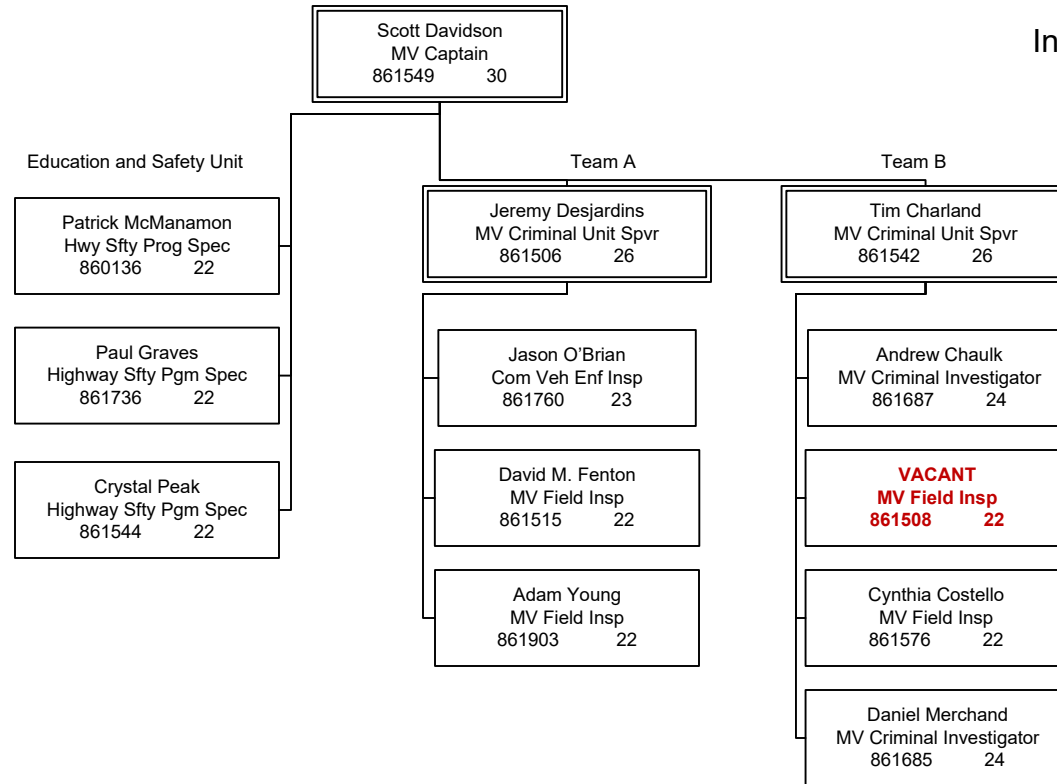 Scott Davidson
MV Captain
861549 30
In
Education and Safety Unit
Patrick McManamon
Hwy Sfty Prog Spec
860136 22
Paul Graves
Highway Sfty Pgm Spec
861736 22
Crystal Peak
Highway Sfty Pgm Spec
861544 22
Team A
Jeremy Desjardins
MV Criminal Unit Spvr
861506 26
Jason O’Brian
Com Veh Enf Insp
861760 23
David M. Fenton
MV Field Insp
861515 22
Adam Young
MV Field Insp
861903 22
Team B
Tim Charland
MV Criminal Unit Spvr
861542 26
Andrew Chaulk
MV Criminal Investigator
861687 24
VACANT
MV Field Insp
861508 22
Cynthia Costello
MV Field Insp
861576 22
Daniel Merchand
MV Criminal Investigator
861685 24